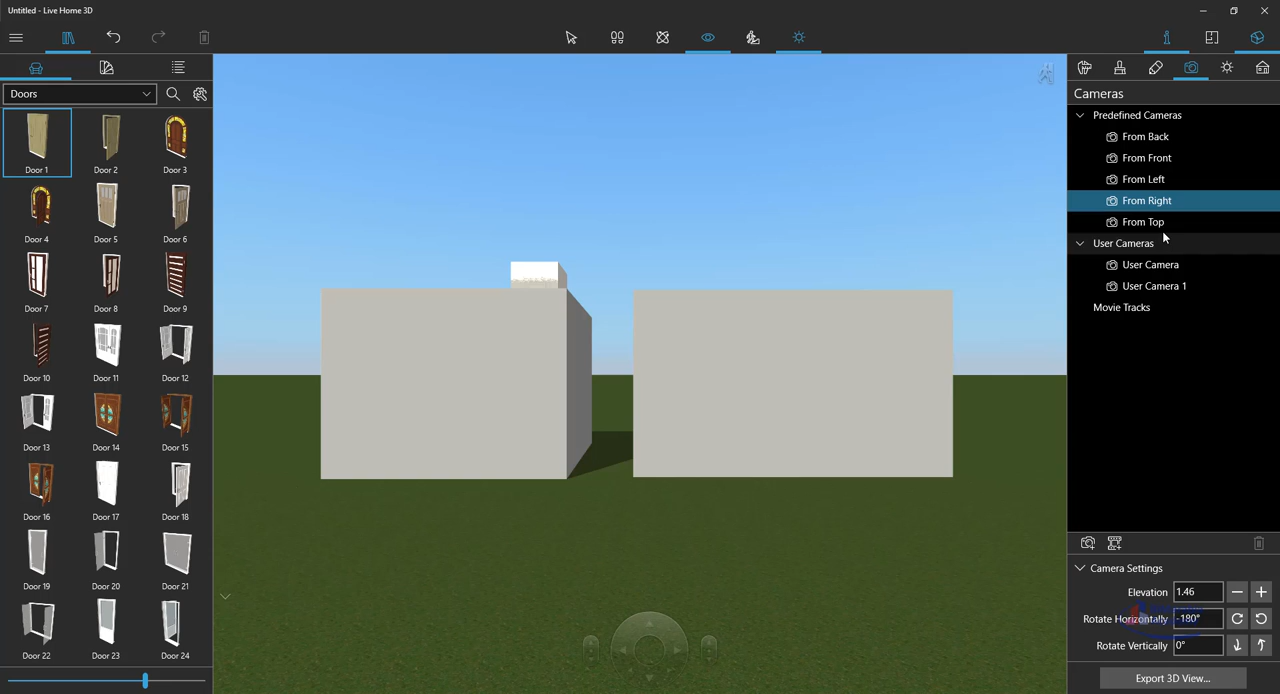 Untitled - Live Home 3D
Doors
Door 1
Door 2
Door 3
Door 4
Door 5
Door 6
Door 7
Door 8
Door 9
Door 10
Door 11
Door 12
Door 13
Door 14
Door 15
Door 16
Door 17
Door 18
Door 19
Door 20
Door 21
Door 22
Door 23
Door 24
Cameras
Predefined Cameras
From Back
From Front
From Left
From Right
From Top
User Cameras
User Camera
User Camera 1
Movie Tracks
Camera Settings
Elevation 1.46
Rotate Horizontally -180°
Rotate Vertically 0°
Export 3D View...